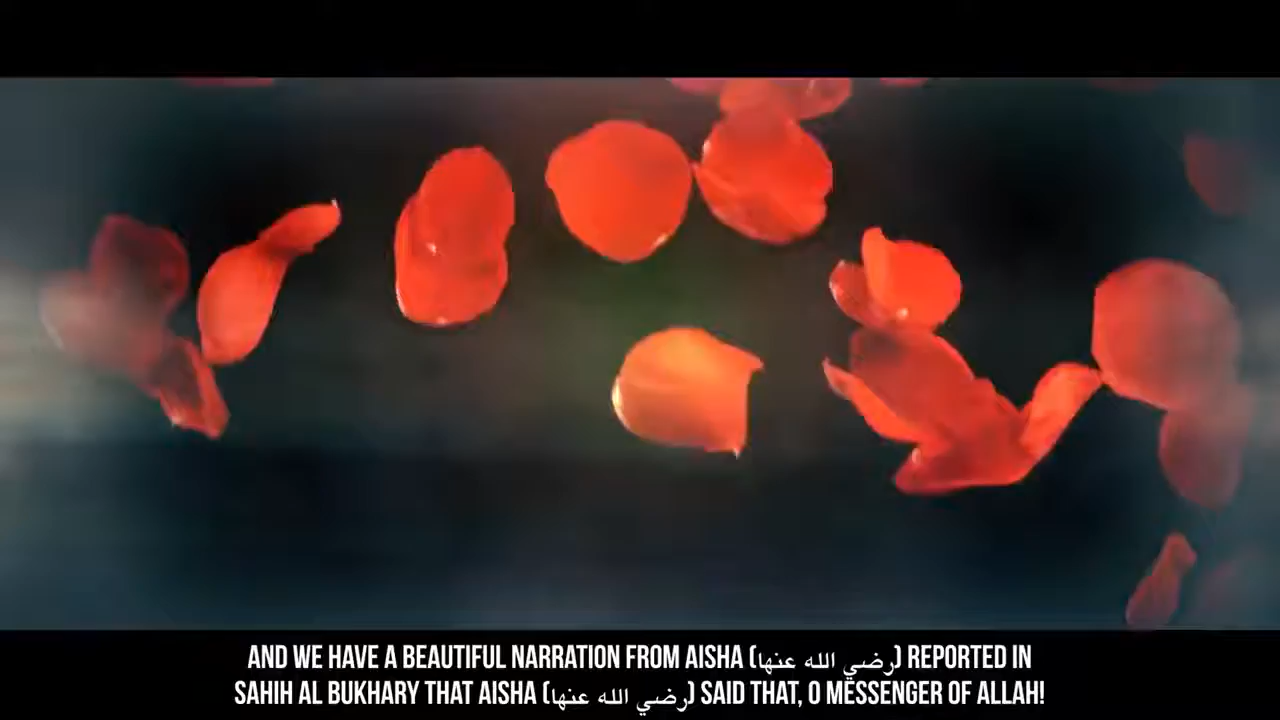 AND WE HAVE A BEAUTIFUL NARRATION FROM AISHA (رضي الله عنها) REPORTED IN
SAHIH AL BUKHARY THAT AISHA (رضي الله عنها) SAID THAT, O MESSENGER OF ALLAH!